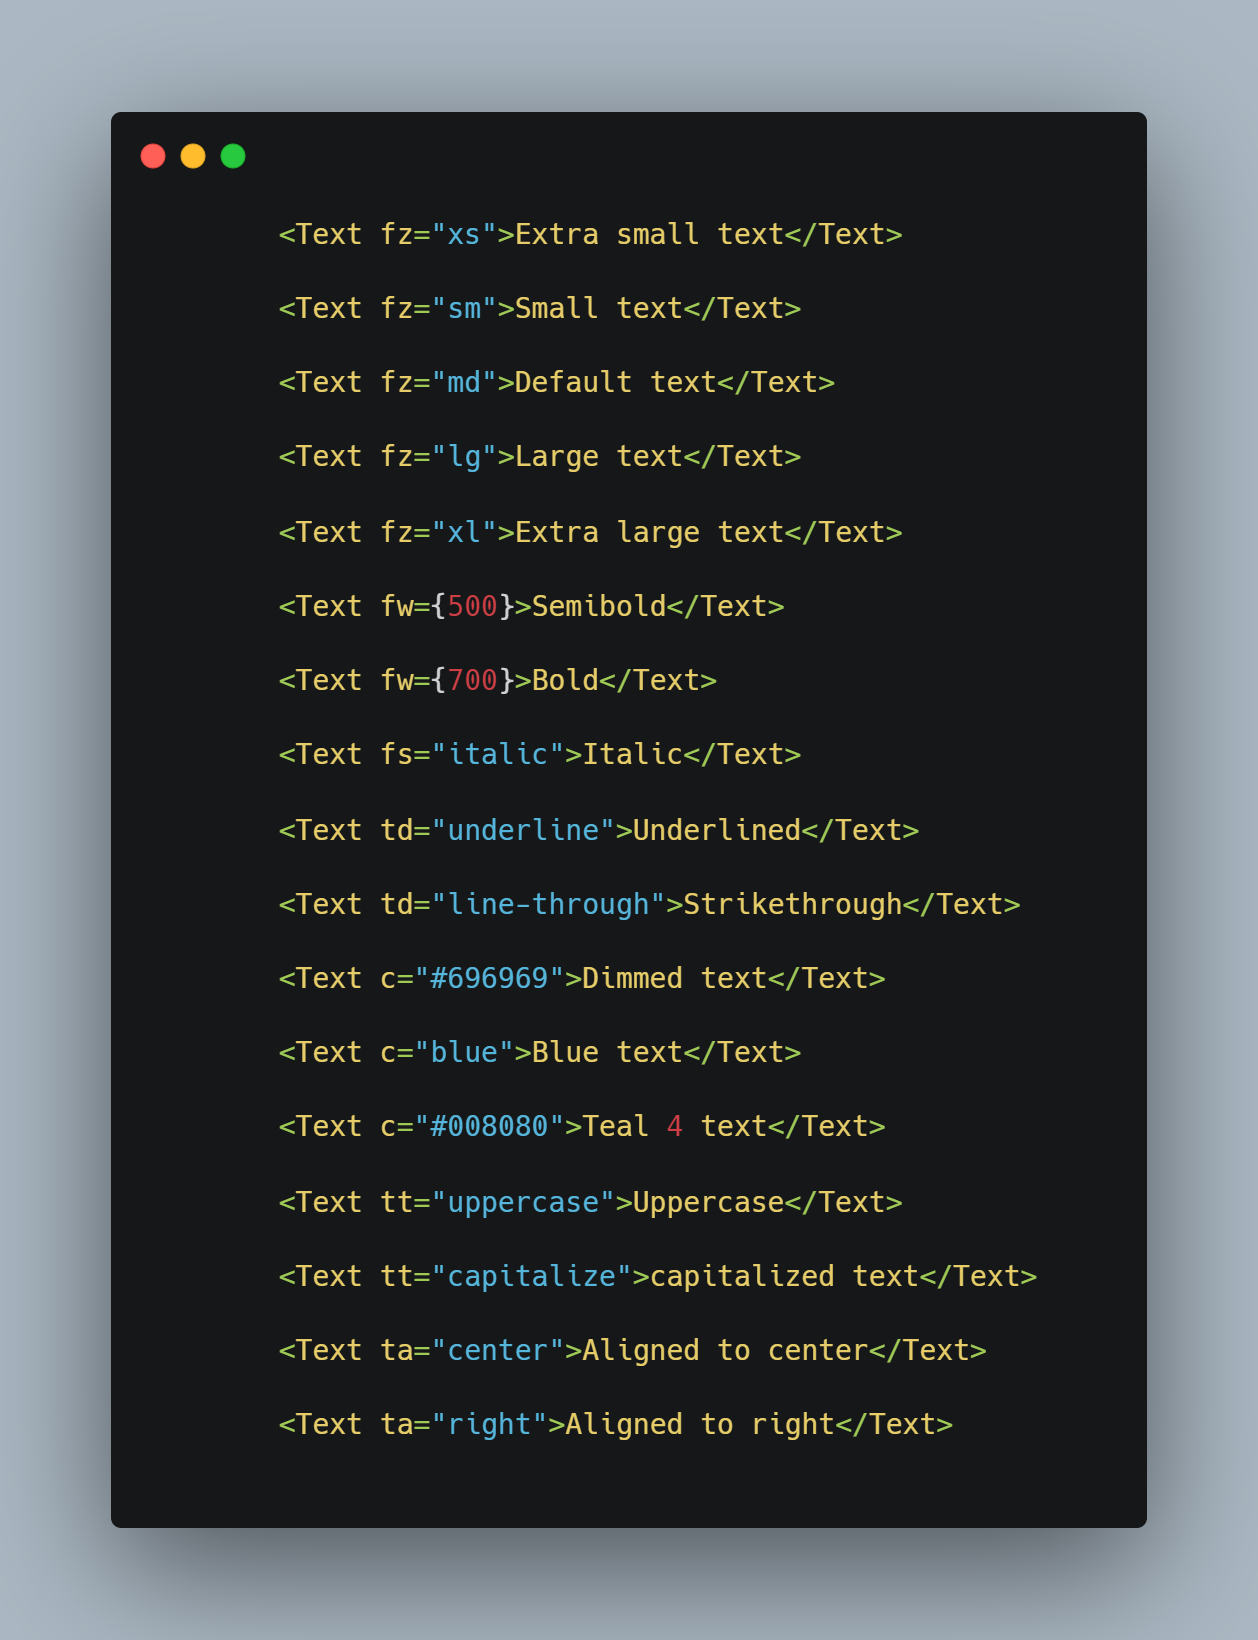 <Text fz="xs">Extra small text</Text>
<Text fz="sm">Small text</Text>
<Text fz="md">Default text</Text>
<Text fz="lg">Large text</Text>
<Text fz="xl">Extra large text</Text>
<Text fw={500}>Semibold</Text>
<Text fw={700}>Bold</Text>
<Text fs="italic">Italic</Text>
<Text td="underline">Underlined</Text>
<Text td="line-through">Strikethrough</Text>
<Text c="#696969">Dimmed text</Text>
<Text c="blue">Blue text</Text>
<Text c="#008080">Teal 4 text</Text>
<Text tt="uppercase">Uppercase</Text>
<Text tt="capitalize">capitalized text</Text>
<Text ta="center">Aligned to center</Text>
<Text ta="right">Aligned to right</Text>